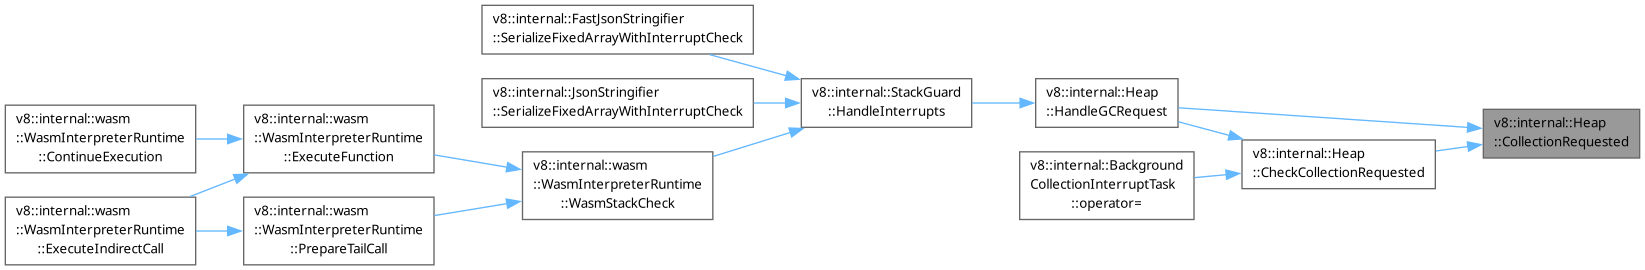 v8::internal::FastJsonStringifier
::SerializeFixedArrayWithInterruptCheck
v8::internal::JsonStringifier
::SerializeFixedArrayWithInterruptCheck
v8::internal::StackGuard
::HandleInterrupts
v8::internal::Heap
::HandleGCRequest
v8::internal::wasm
::WasmInterpreterRuntime
::ContinueExecution
v8::internal::wasm
::WasmInterpreterRuntime
::ExecuteFunction
v8::internal::Heap
::CollectionRequested
v8::internal::Heap
::CheckCollectionRequested
v8::internal::wasm
::WasmInterpreterRuntime
::WasmStackCheck
v8::internal::Background
CollectionInterruptTask
::operator=
v8::internal::wasm
::WasmInterpreterRuntime
::ExecuteIndirectCall
v8::internal::wasm
::WasmInterpreterRuntime
::PrepareTailCall